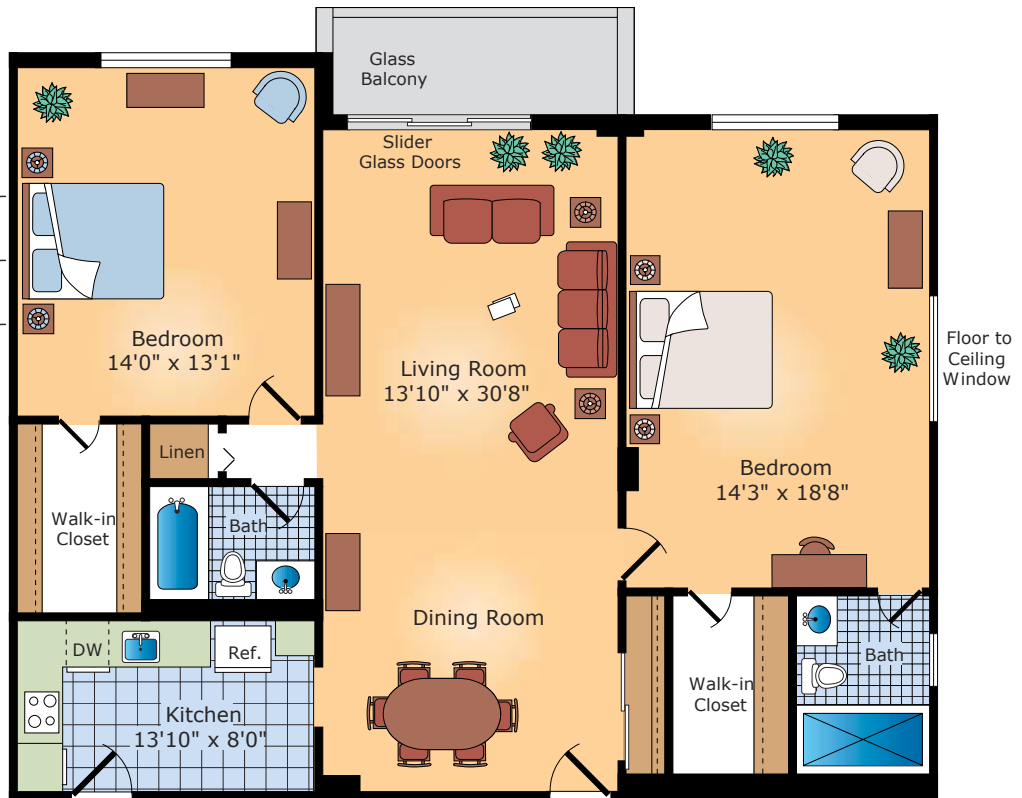 Glass
Balcony
Slider
Glass Doors
Bedroom
14'0" x 13'1"
Living Room
13'10" x 30'8"
Floor to
Ceiling
Window
Linen
Bedroom
14'3" x 18'8"
Walk-in
Closet
Bath
Dining Room
DW
Ref.
Bath
Walk-in
Closet
Kitchen
13'10" x 8'0"